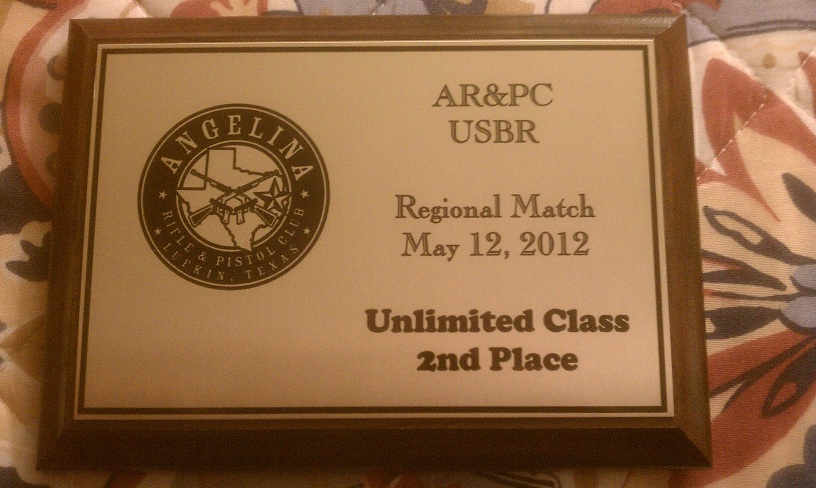 ANGELINA
RIFLE & PISTOL CLUB
LUFKIN, TEXAS
AR&PC
USBR
Regional Match
May 12, 2012
Unlimited Class
2nd Place